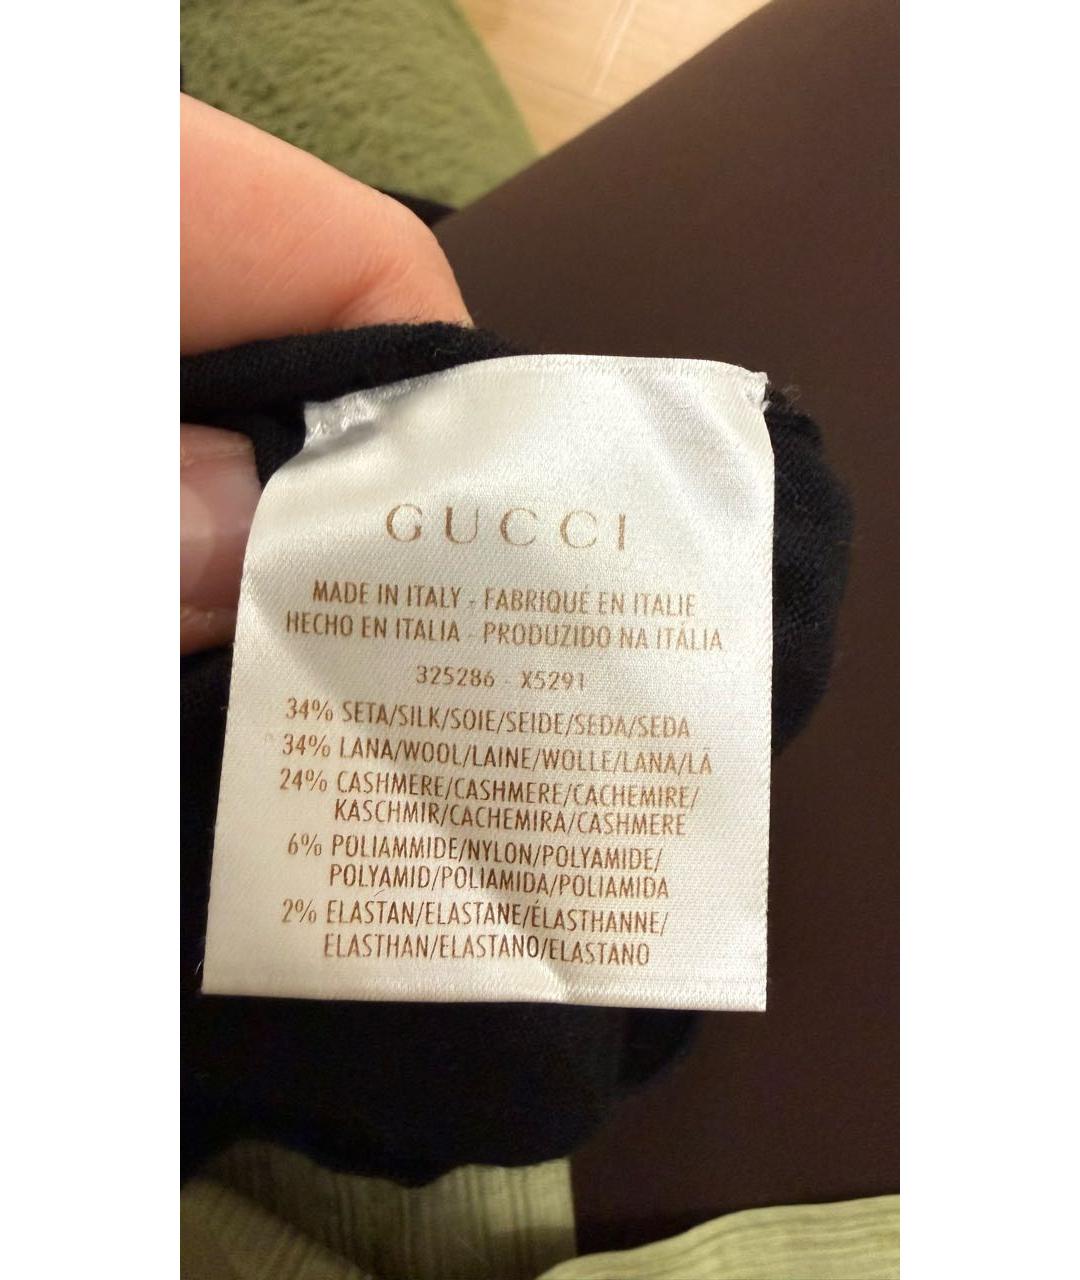 GUCCI
MADE IN ITALY - FABRIQUÉ EN ITALIE
HECHO EN ITALIA - PRODUZIDO NA ITÁLIA
325286 - X5291
34% SETA/SILK/SOIE/SEIDE/SEDA/SEDA
34% LANA/WOOL/LAINE/WOLLE/LANA/LÃ
24% CASHMERE/CASHMERE/CACHEMIRE/
KASCHMIR/CACHEMIRA/CASHMERE
6% POLIAMMIDE/NYLON/POLYAMIDE/
POLYAMID/POLIAMIDA/POLIAMIDA
2% ELASTAN/ELASTANE/ÉLASTHANNE/
ELASTHAN/ELASTANO/ELASTANO